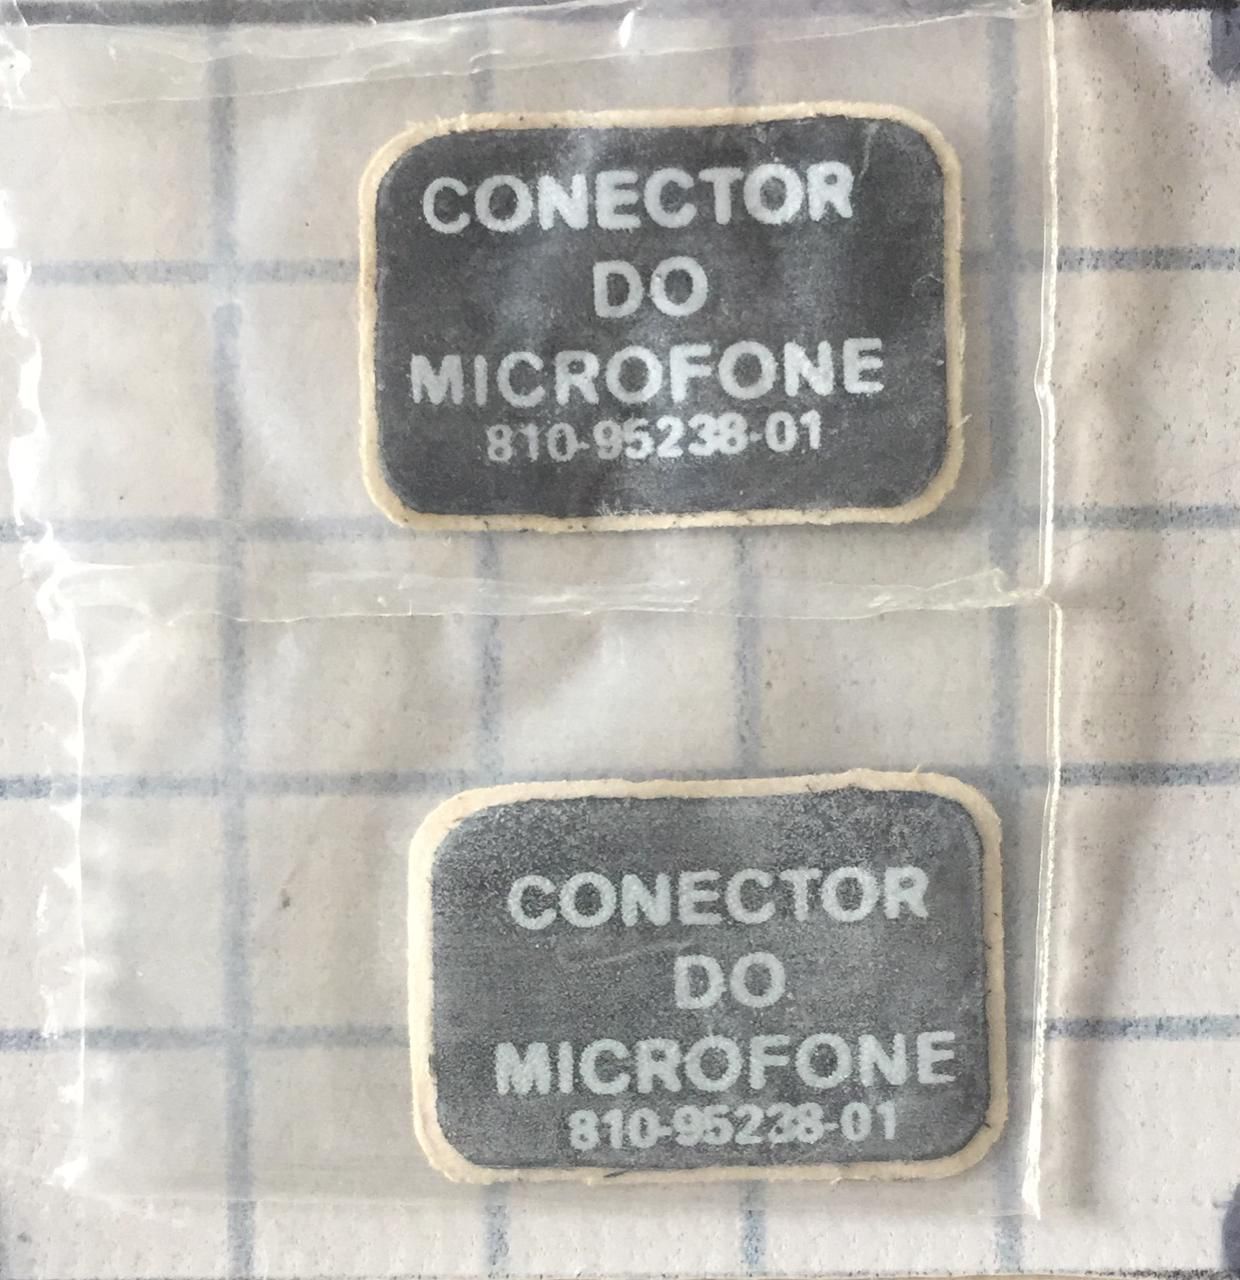 CONECTOR
DO
MICROFONE
810-95238-01
CONECTOR
DO
MICROFONE
810-95238-01